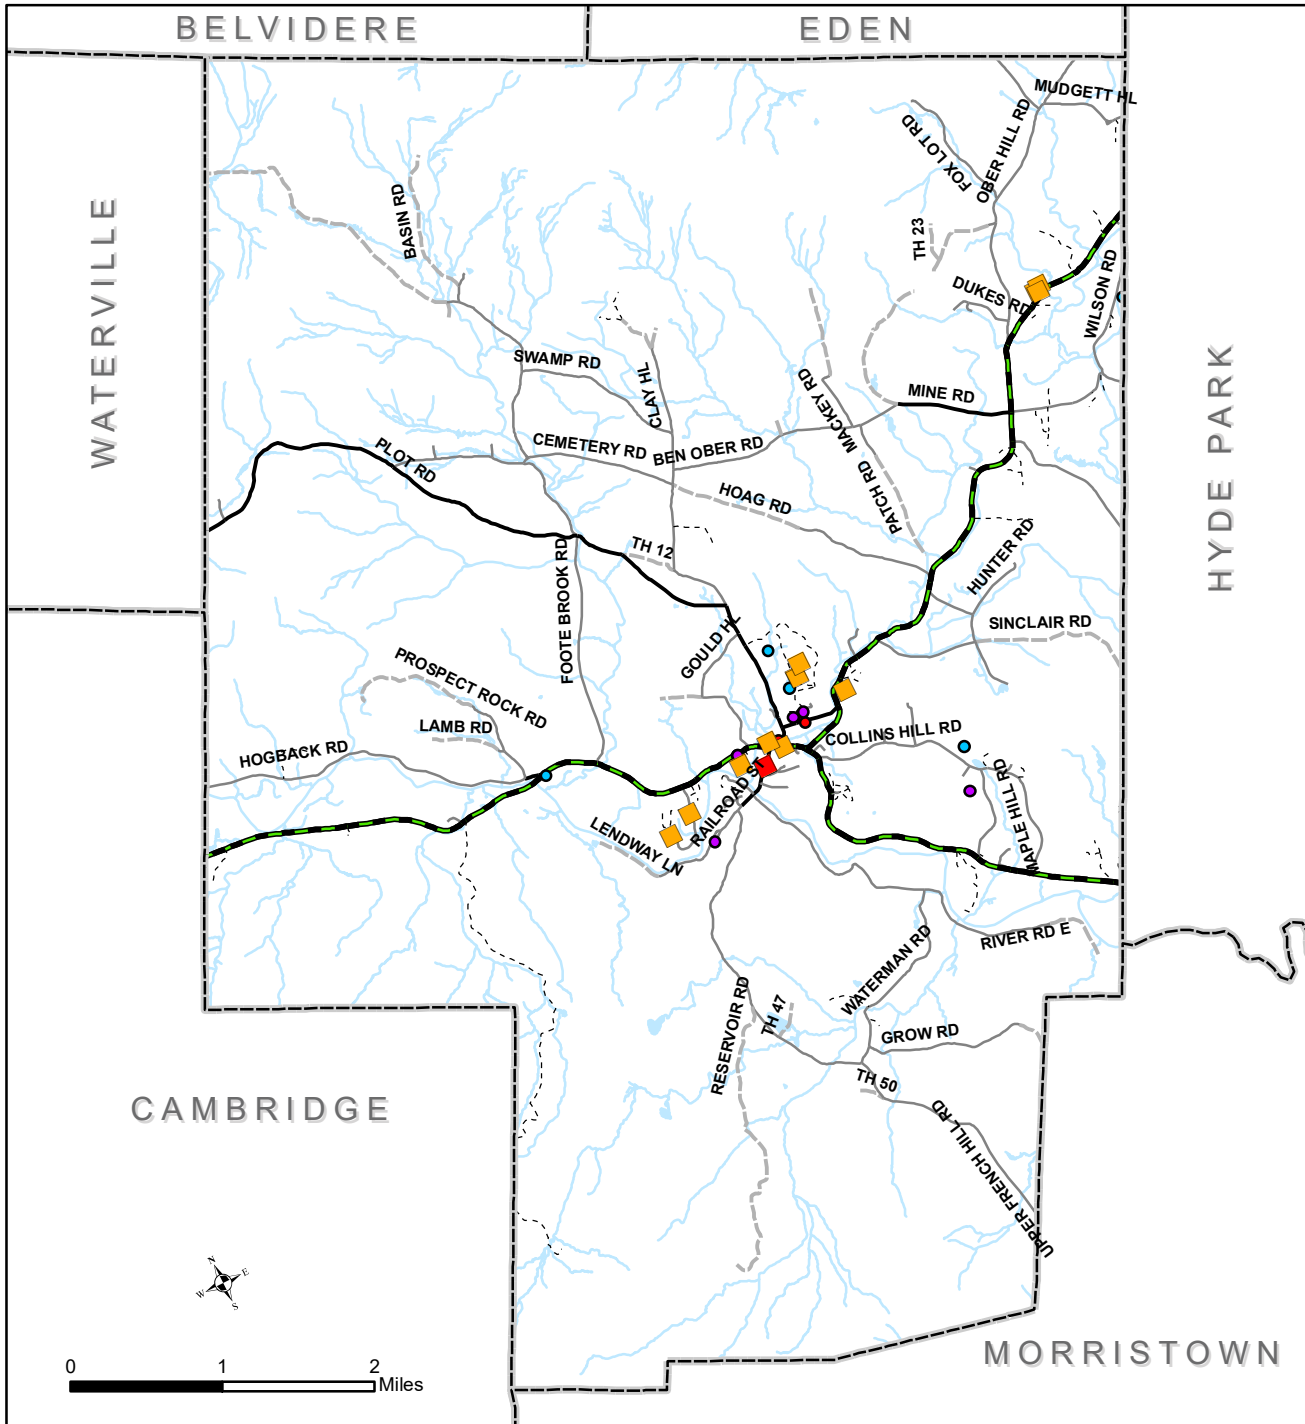 BELVIDERE
EDEN
MUDGETT HL
FOX LOT RD
OBER HILL RD
WATERVILLE
BASIN RD
TH 23
DUKES RD
WILSON RD
HYDE PARK
SWAMP RD
CLAY HL
MACKEY RD
MINE RD
PLOT RD
CEMETERY RD
BEN OBER RD
HOAG RD
PATCH RD
TH 12
HUNTER RD
FOOTE BROOK RD
SINCLAIR RD
GOULD HL
PROSPECT ROCK RD
LAMB RD
HOGBACK RD
COLLINS HILL RD
RAILROAD ST
MAPLE HILL RD
LENDWAY LN
RIVER RD E
WATERMAN RD
RESERVOIR RD
TH 47
GROW RD
TH 50
CAMBRIDGE
UPPER FRENCH HILL RD
N
E
W
S
MORRISTOWN
0 1 2
Miles